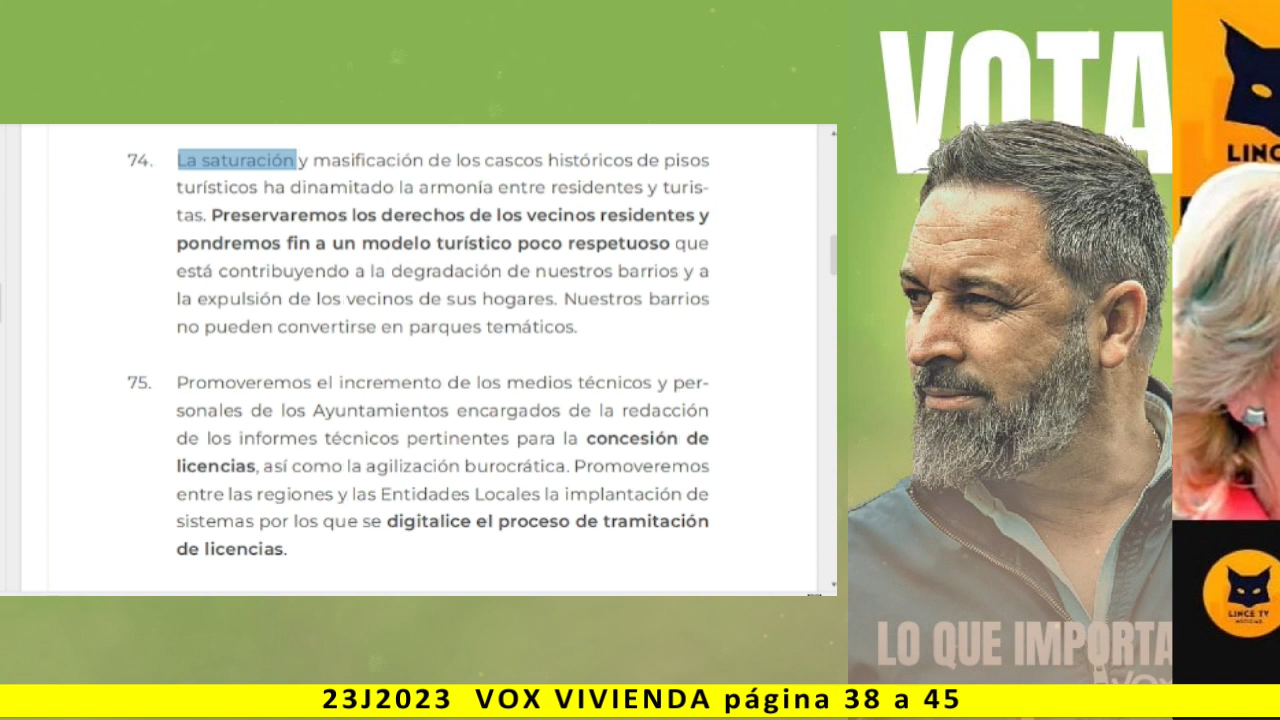 74. La saturación y masificación de los cascos históricos de pisos
turísticos ha dinamitado la armonía entre residentes y turis-
tas. Preservaremos los derechos de los vecinos residentes y
pondremos fin a un modelo turístico poco respetuoso que
está contribuyendo a la degradación de nuestros barrios y a
la expulsión de los vecinos de sus hogares. Nuestros barrios
no pueden convertirse en parques temáticos.
75. Promoveremos el incremento de los medios técnicos y per-
sonales de los Ayuntamientos encargados de la redacción
de los informes técnicos pertinentes para la concesión de
licencias, así como la agilización burocrática. Promoveremos
entre las regiones y las Entidades Locales la implantación de
sistemas por los que se digitalice el proceso de tramitación
de licencias.
VOTA
LO QUE IMPORTA
VOX
LINC
LINCE TV
NOTICIAS
23J2023 VOX VIVIENDA página 38 a 45